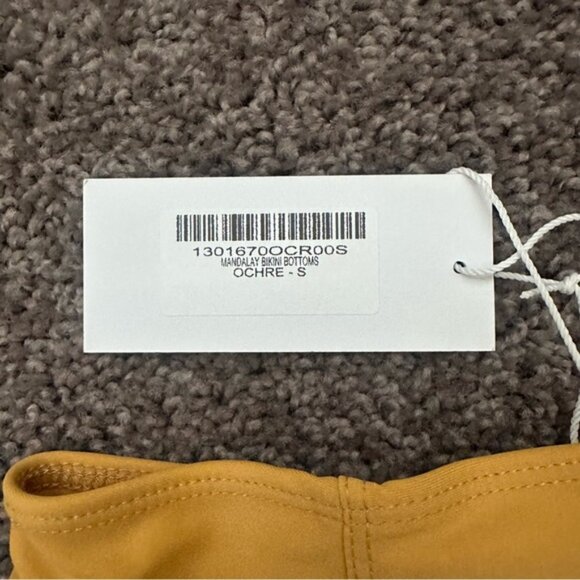 1301670OCR00S
MANDALAY BIKINI BOTTOMS
OCHRE - S